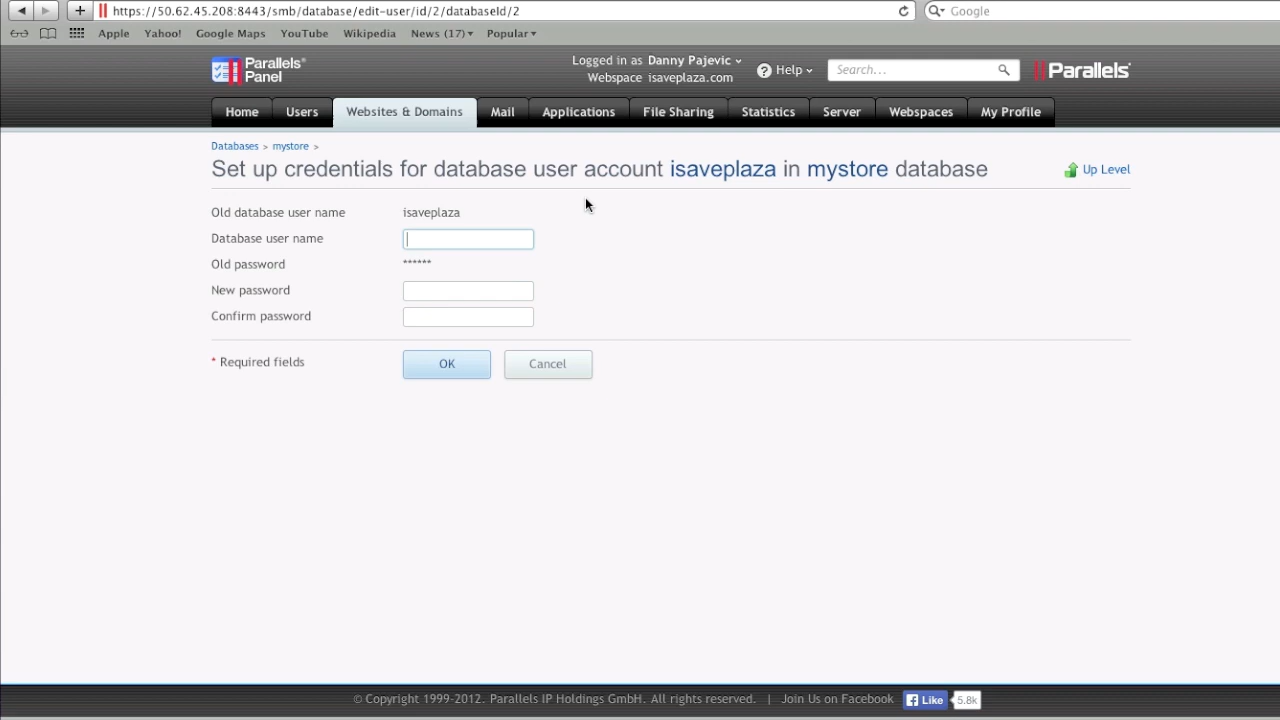 https://50.62.45.208:8443/smb/database/edit-user/id/2/databaseId/2
Google
Apple Yahoo! Google Maps YouTube Wikipedia News (17) Popular
Parallels® Panel
Logged in as Danny Pajevic
Webspace isaveplaza.com
Help
Search...
Parallels®
Home Users Websites & Domains Mail Applications File Sharing Statistics Server Webspaces My Profile
Databases > mystore >
Set up credentials for database user account isaveplaza in mystore database
Up Level
Old database user name isaveplaza
Database user name
Old password ******
New password
Confirm password
* Required fields OK Cancel
© Copyright 1999-2012. Parallels IP Holdings GmbH. All rights reserved. | Join Us on Facebook Like 5.8k